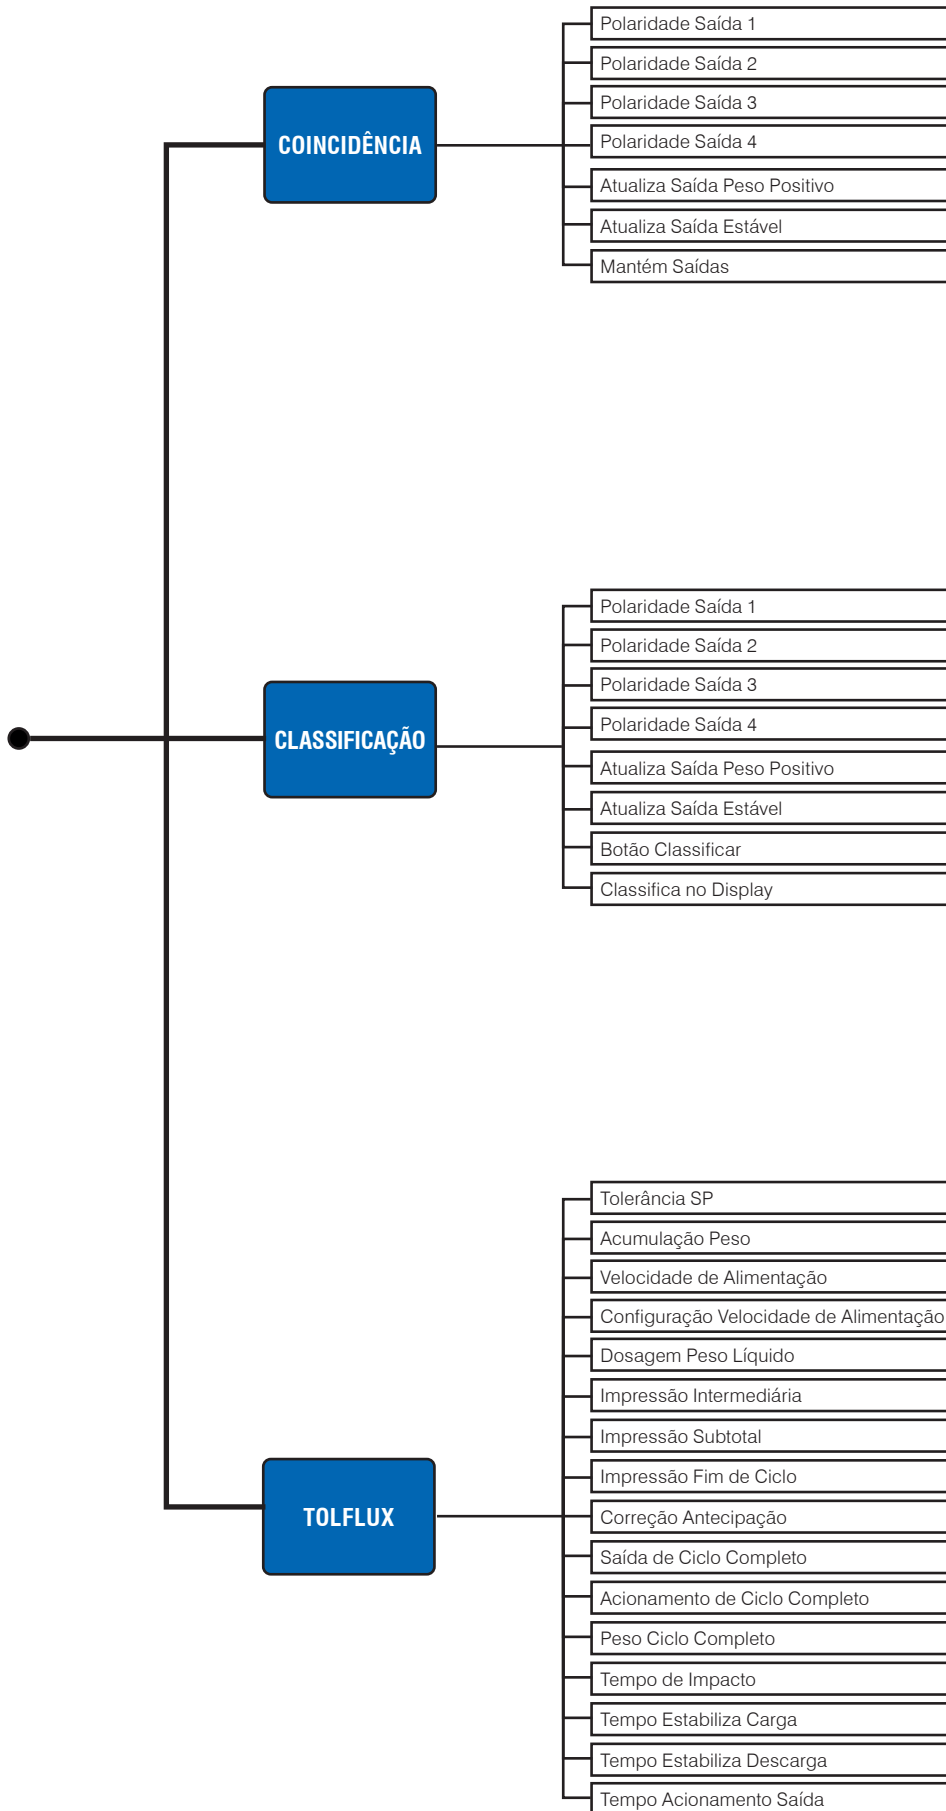 COINCIDÊNCIA
Polaridade Saída 1
Polaridade Saída 2
Polaridade Saída 3
Polaridade Saída 4
Atualiza Saída Peso Positivo
Atualiza Saída Estável
Mantém Saídas
CLASSIFICAÇÃO
Polaridade Saída 1
Polaridade Saída 2
Polaridade Saída 3
Polaridade Saída 4
Atualiza Saída Peso Positivo
Atualiza Saída Estável
Botão Classificar
Classifica no Display
TOLFLUX
Tolerância SP
Acumulação Peso
Velocidade de Alimentação
Configuração Velocidade de Alimentação
Dosagem Peso Líquido
Impressão Intermediária
Impressão Subtotal
Impressão Fim de Ciclo
Correção Antecipação
Saída de Ciclo Completo
Acionamento de Ciclo Completo
Peso Ciclo Completo
Tempo de Impacto
Tempo Estabiliza Carga
Tempo Estabiliza Descarga
Tempo Acionamento Saída